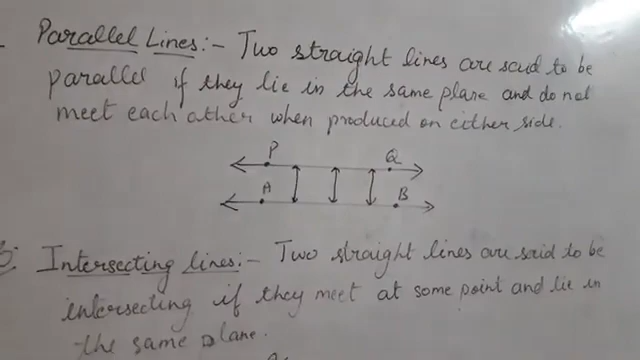 Parallel Lines:- Two straight lines are said to be
parallel if they lie in the same plane and do not
meet each other when produced on either side.
P Q
A B
Intersecting lines:- Two straight lines are said to be
intersecting if they meet at some point and lie in
the same plane.